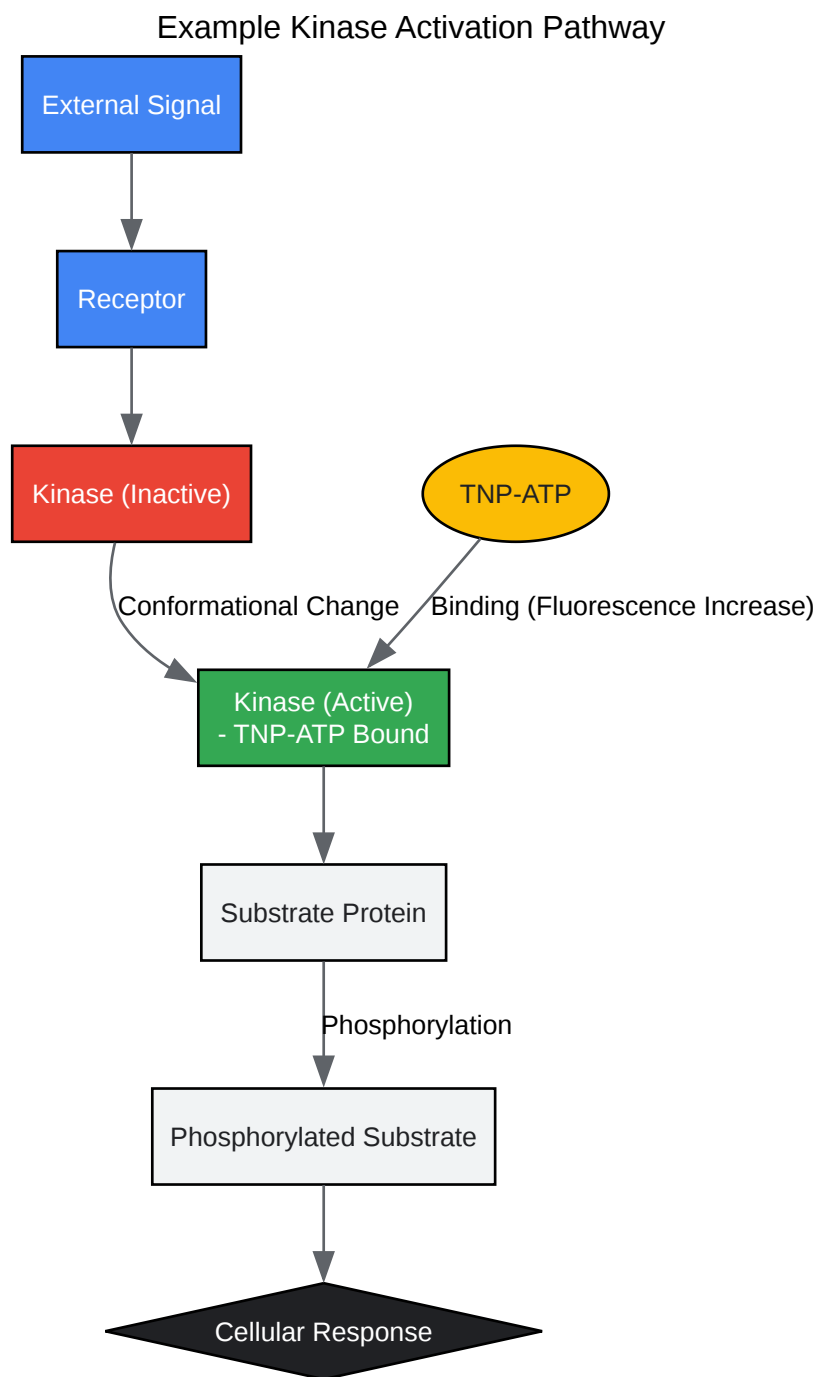 Example Kinase Activation Pathway
External Signal
Receptor
Kinase (Inactive)
TNP-ATP
Conformational Change
Binding (Fluorescence Increase)
Kinase (Active)
- TNP-ATP Bound
Substrate Protein
Phosphorylation
Phosphorylated Substrate
Cellular Response